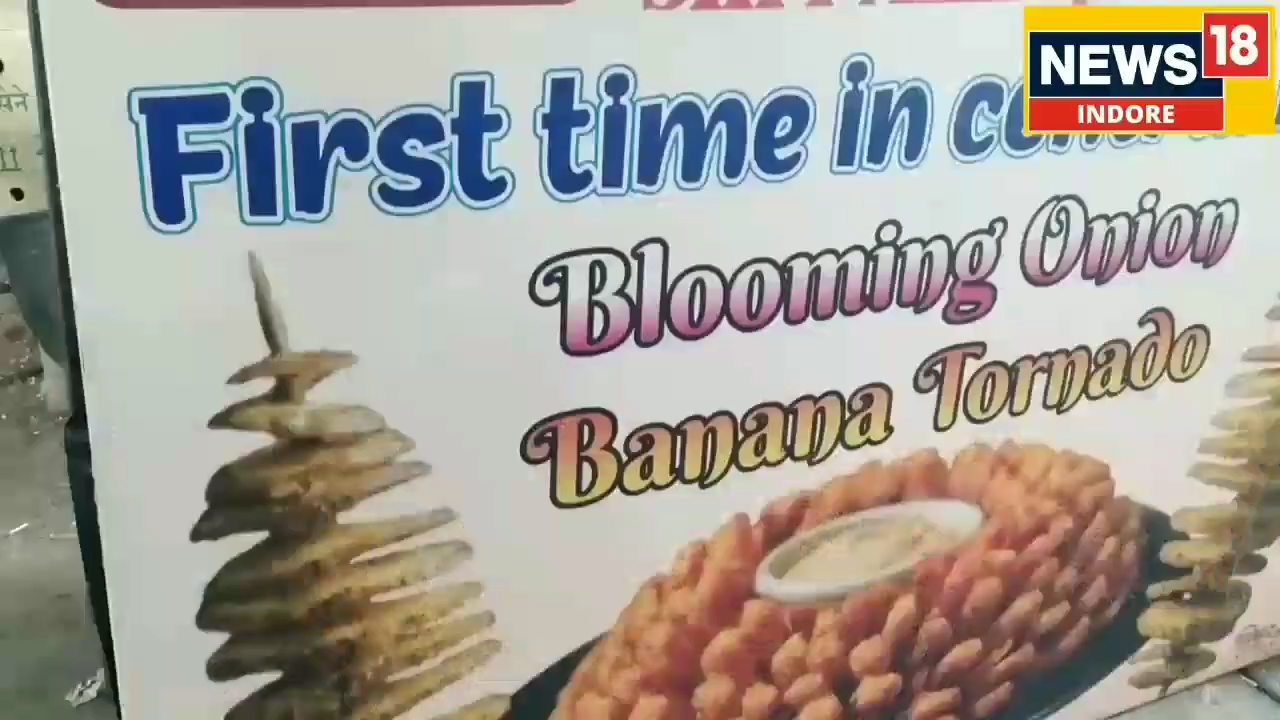 NEWS 18
INDORE
First time in
Blooming Onion
Banana Tornado